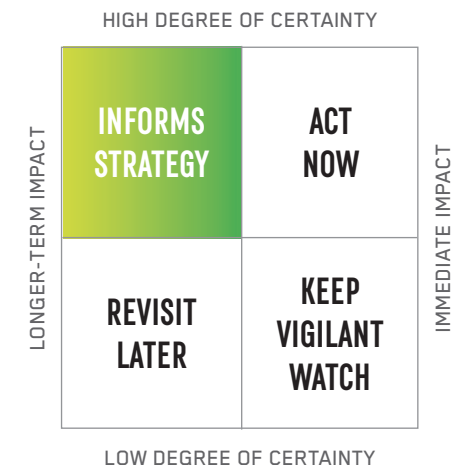 HIGH DEGREE OF CERTAINTY
LONGER-TERM IMPACT
INFORMS
STRATEGY
ACT
NOW
IMMEDIATE IMPACT
REVISIT
LATER
KEEP
VIGILANT
WATCH
LOW DEGREE OF CERTAINTY